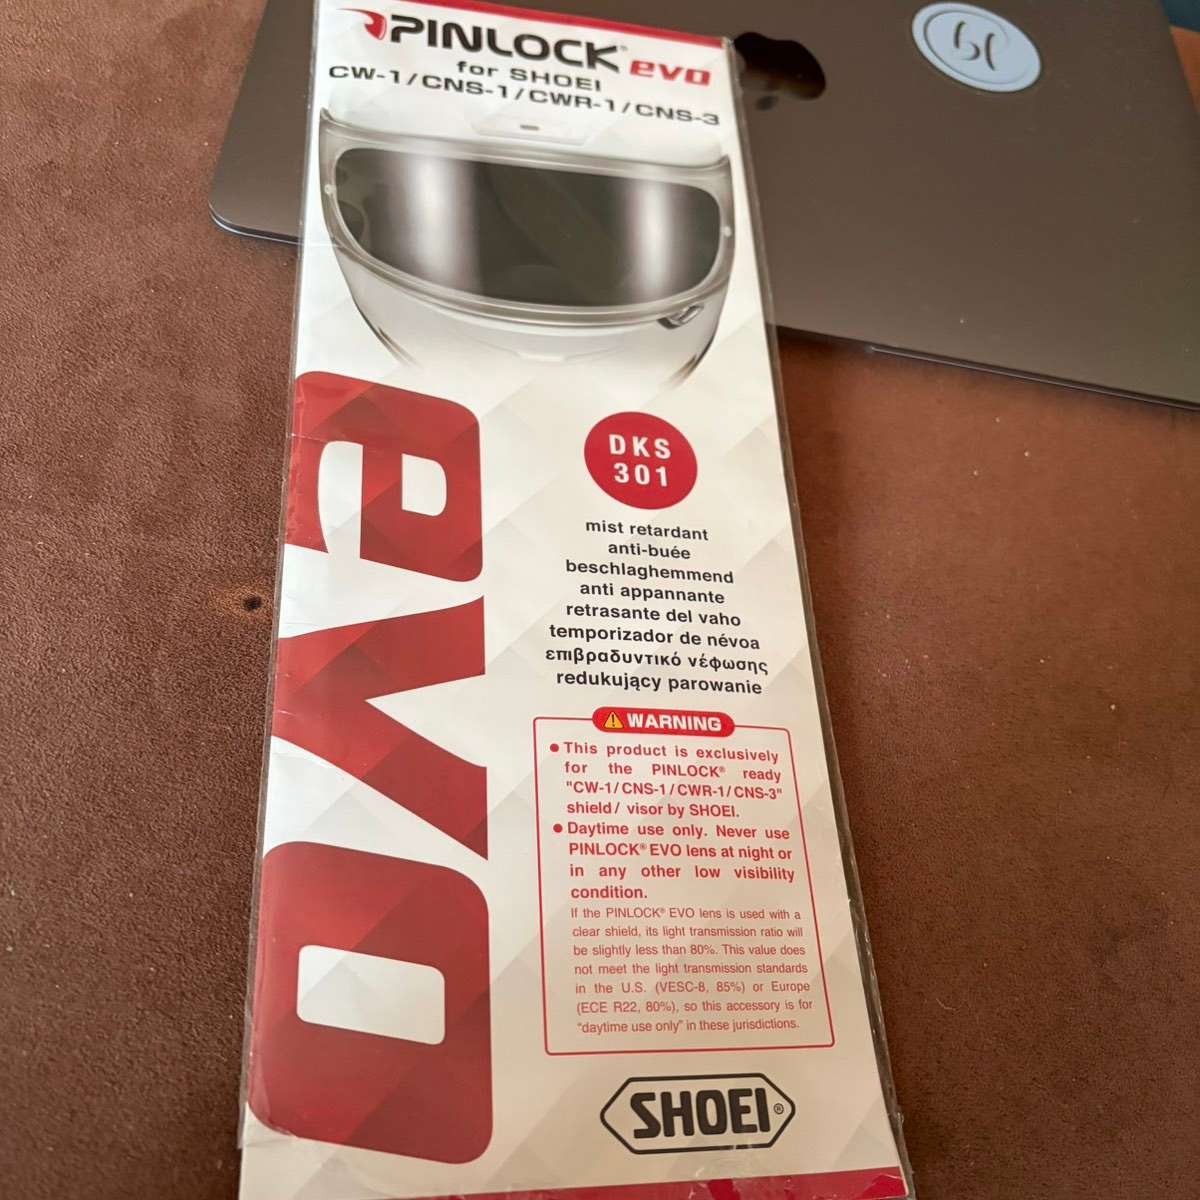 PINLOCK® evo
for SHOEI
CW-1/CNS-1/CWR-1/CNS-3
evo
DKS
301
mist retardant
anti-buée
beschlaghemmend
anti appannante
retrasante del vaho
temporizador de névoa
επιβραδυντικό νέφωσης
redukujący parowanie
WARNING
● This product is exclusively
for the PINLOCK® ready
"CW-1/CNS-1/CWR-1/CNS-3"
shield/ visor by SHOEI.
● Daytime use only. Never use
PINLOCK® EVO lens at night or
in any other low visibility
condition.
If the PINLOCK® EVO lens is used with a
clear shield, its light transmission ratio will
be slightly less than 80%. This value does
not meet the light transmission standards
in the U.S. (VESC-8, 85%) or Europe
(ECE R22, 80%), so this accessory is for
"daytime use only" in these jurisdictions.
SHOEI®